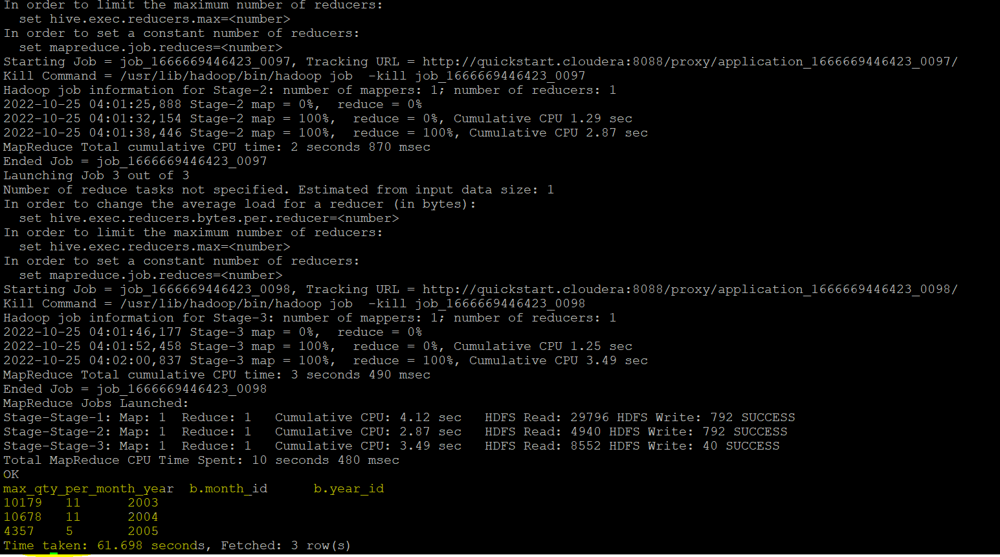 In order to limit the maximum number of reducers:
  set hive.exec.reducers.max=<number>
In order to set a constant number of reducers:
  set mapreduce.job.reduces=<number>
Starting Job = job_1666669446423_0097, Tracking URL = http://quickstart.cloudera:8088/proxy/application_1666669446423_0097/
Kill Command = /usr/lib/hadoop/bin/hadoop job  -kill job_1666669446423_0097
Hadoop job information for Stage-2: number of mappers: 1; number of reducers: 1
2022-10-25 04:01:25,888 Stage-2 map = 0%,  reduce = 0%
2022-10-25 04:01:32,154 Stage-2 map = 100%,  reduce = 0%, Cumulative CPU 1.29 sec
2022-10-25 04:01:38,446 Stage-2 map = 100%,  reduce = 100%, Cumulative CPU 2.87 sec
MapReduce Total cumulative CPU time: 2 seconds 870 msec
Ended Job = job_1666669446423_0097
Launching Job 3 out of 3
Number of reduce tasks not specified. Estimated from input data size: 1
In order to change the average load for a reducer (in bytes):
  set hive.exec.reducers.bytes.per.reducer=<number>
In order to limit the maximum number of reducers:
  set hive.exec.reducers.max=<number>
In order to set a constant number of reducers:
  set mapreduce.job.reduces=<number>
Starting Job = job_1666669446423_0098, Tracking URL = http://quickstart.cloudera:8088/proxy/application_1666669446423_0098/
Kill Command = /usr/lib/hadoop/bin/hadoop job  -kill job_1666669446423_0098
Hadoop job information for Stage-3: number of mappers: 1; number of reducers: 1
2022-10-25 04:01:46,177 Stage-3 map = 0%,  reduce = 0%
2022-10-25 04:01:52,458 Stage-3 map = 100%,  reduce = 0%, Cumulative CPU 1.25 sec
2022-10-25 04:02:00,837 Stage-3 map = 100%,  reduce = 100%, Cumulative CPU 3.49 sec
MapReduce Total cumulative CPU time: 3 seconds 490 msec
Ended Job = job_1666669446423_0098
MapReduce Jobs Launched:
Stage-Stage-1: Map: 1  Reduce: 1   Cumulative CPU: 4.12 sec   HDFS Read: 29796 HDFS Write: 792 SUCCESS
Stage-Stage-2: Map: 1  Reduce: 1   Cumulative CPU: 2.87 sec   HDFS Read: 4940 HDFS Write: 792 SUCCESS
Stage-Stage-3: Map: 1  Reduce: 1   Cumulative CPU: 3.49 sec   HDFS Read: 8552 HDFS Write: 40 SUCCESS
Total MapReduce CPU Time Spent: 10 seconds 480 msec
OK
max_qty_per_month_year  b.month_id      b.year_id
10179   11      2003
10678   11      2004
4357    5       2005
Time taken: 61.698 seconds, Fetched: 3 row(s)